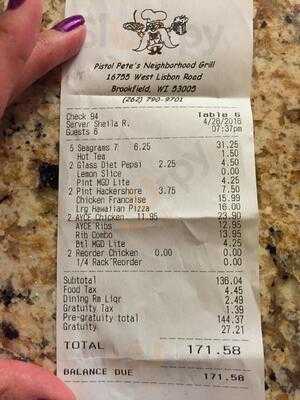 Pistol Pete's Neighborhood Grill
16755 West Lisbon Road
Brookfield, WI 53005
(262) 790-9701
Check 94 Table 6
Server Sheila R. 4/26/2016
Guests 6 07:37pm
5 Seagrams 7 6.25 31.25
Hot Tea 1.50
2 Glass Diet Pepsi 2.25 4.50
Lemon Slice 0.00
Pint MGD Lite 4.25
2 Pint Hackershore 3.75 7.50
Chicken Francaise 15.99
Lrg Hawaiian Pizza 16.00
2 AYCE Chicken 11.95 23.90
AYCE Ribs 12.95
Rib Combo 13.95
Btl MGD Lite 4.25
2 Reorder Chicken 0.00 0.00
1/4 Rack Reorder 0.00
Subtotal 136.04
Food Tax 4.45
Dining Rm Liqr 2.49
Gratuity Tax 1.39
Pre-gratuity total 144.37
Gratuity 27.21
TOTAL 171.58
BALANCE DUE 171.58